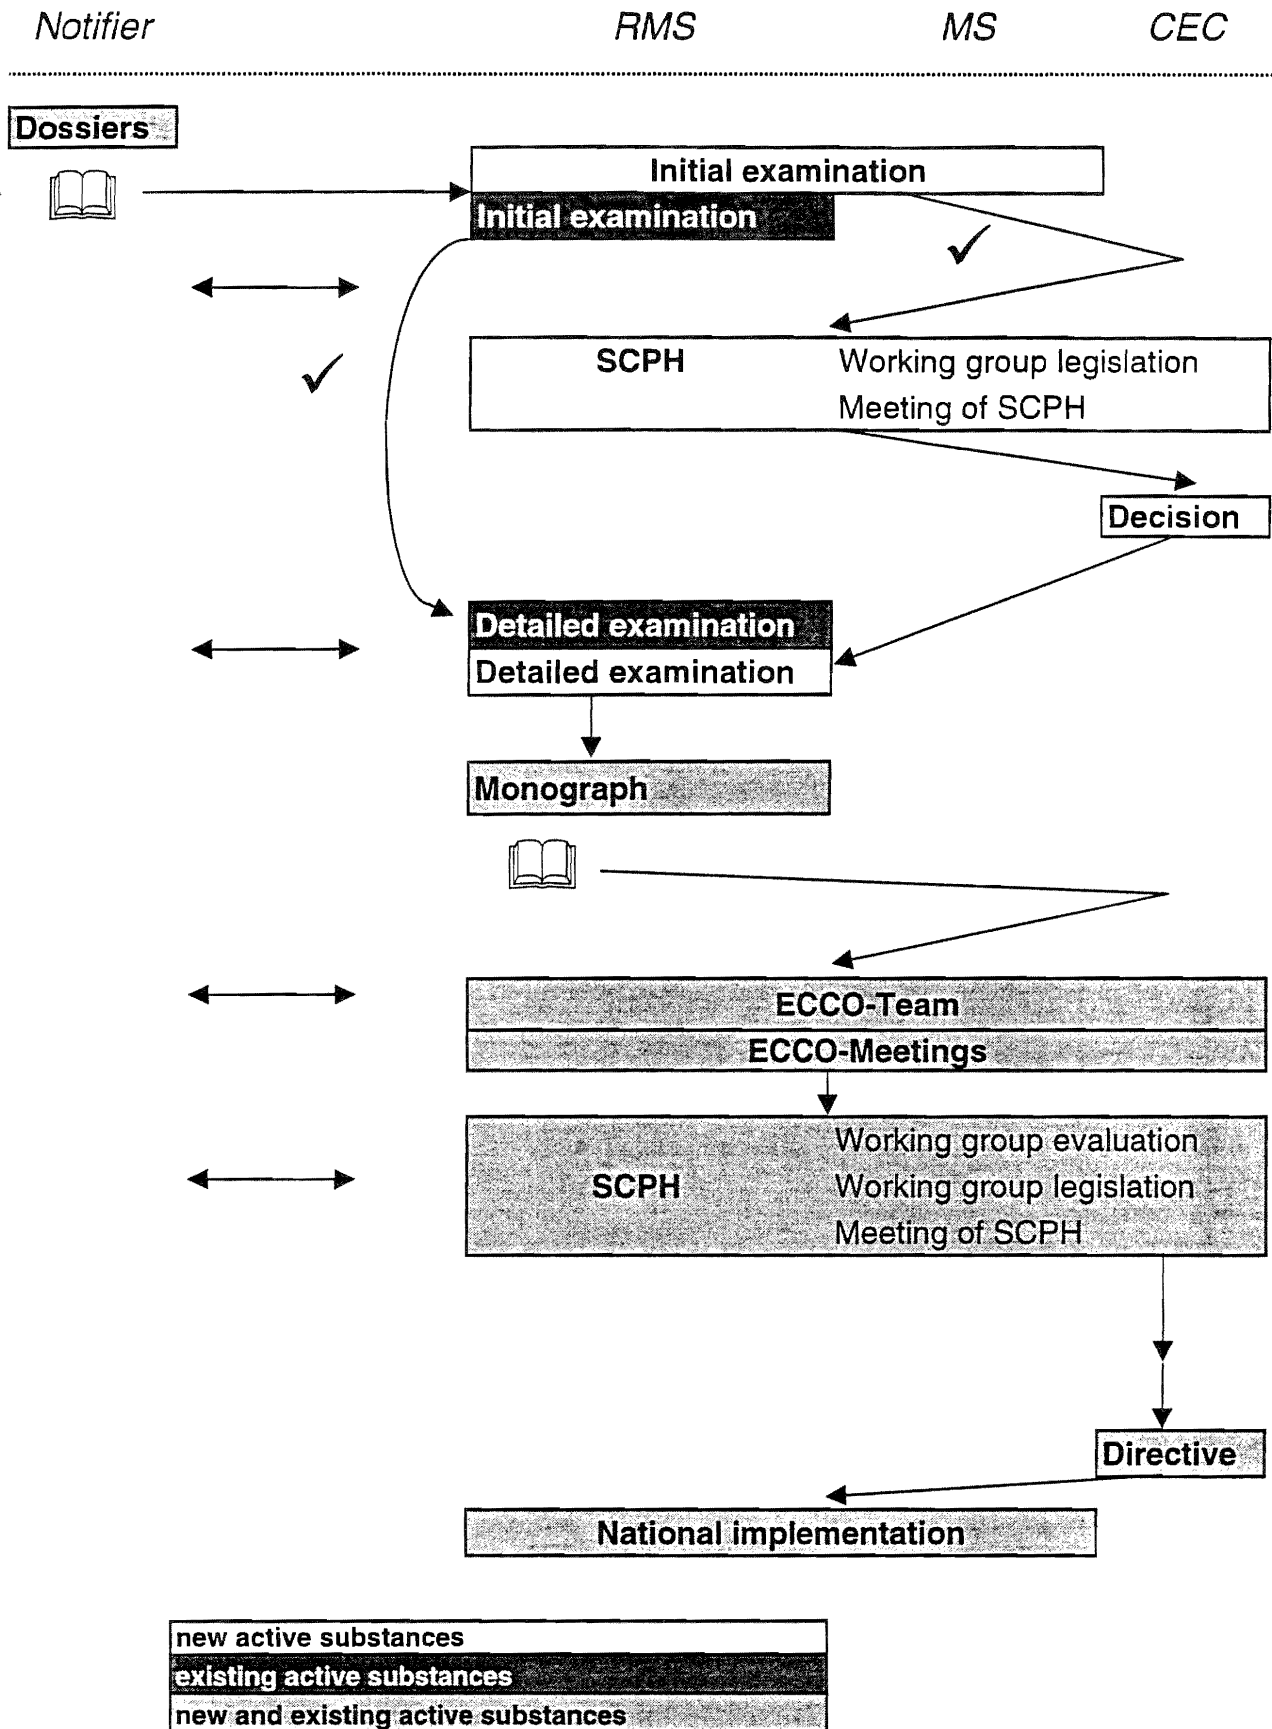 Notifier RMS MS CEC
Dossiers
Initial examination
Initial examination
SCPH Working group legislation
Meeting of SCPH
Decision
Detailed examination
Detailed examination
Monograph
ECCO-Team
ECCO-Meetings
Working group evaluation
SCPH Working group legislation
Meeting of SCPH
Directive
National implementation
new active substances
existing active substances
new and existing active substances